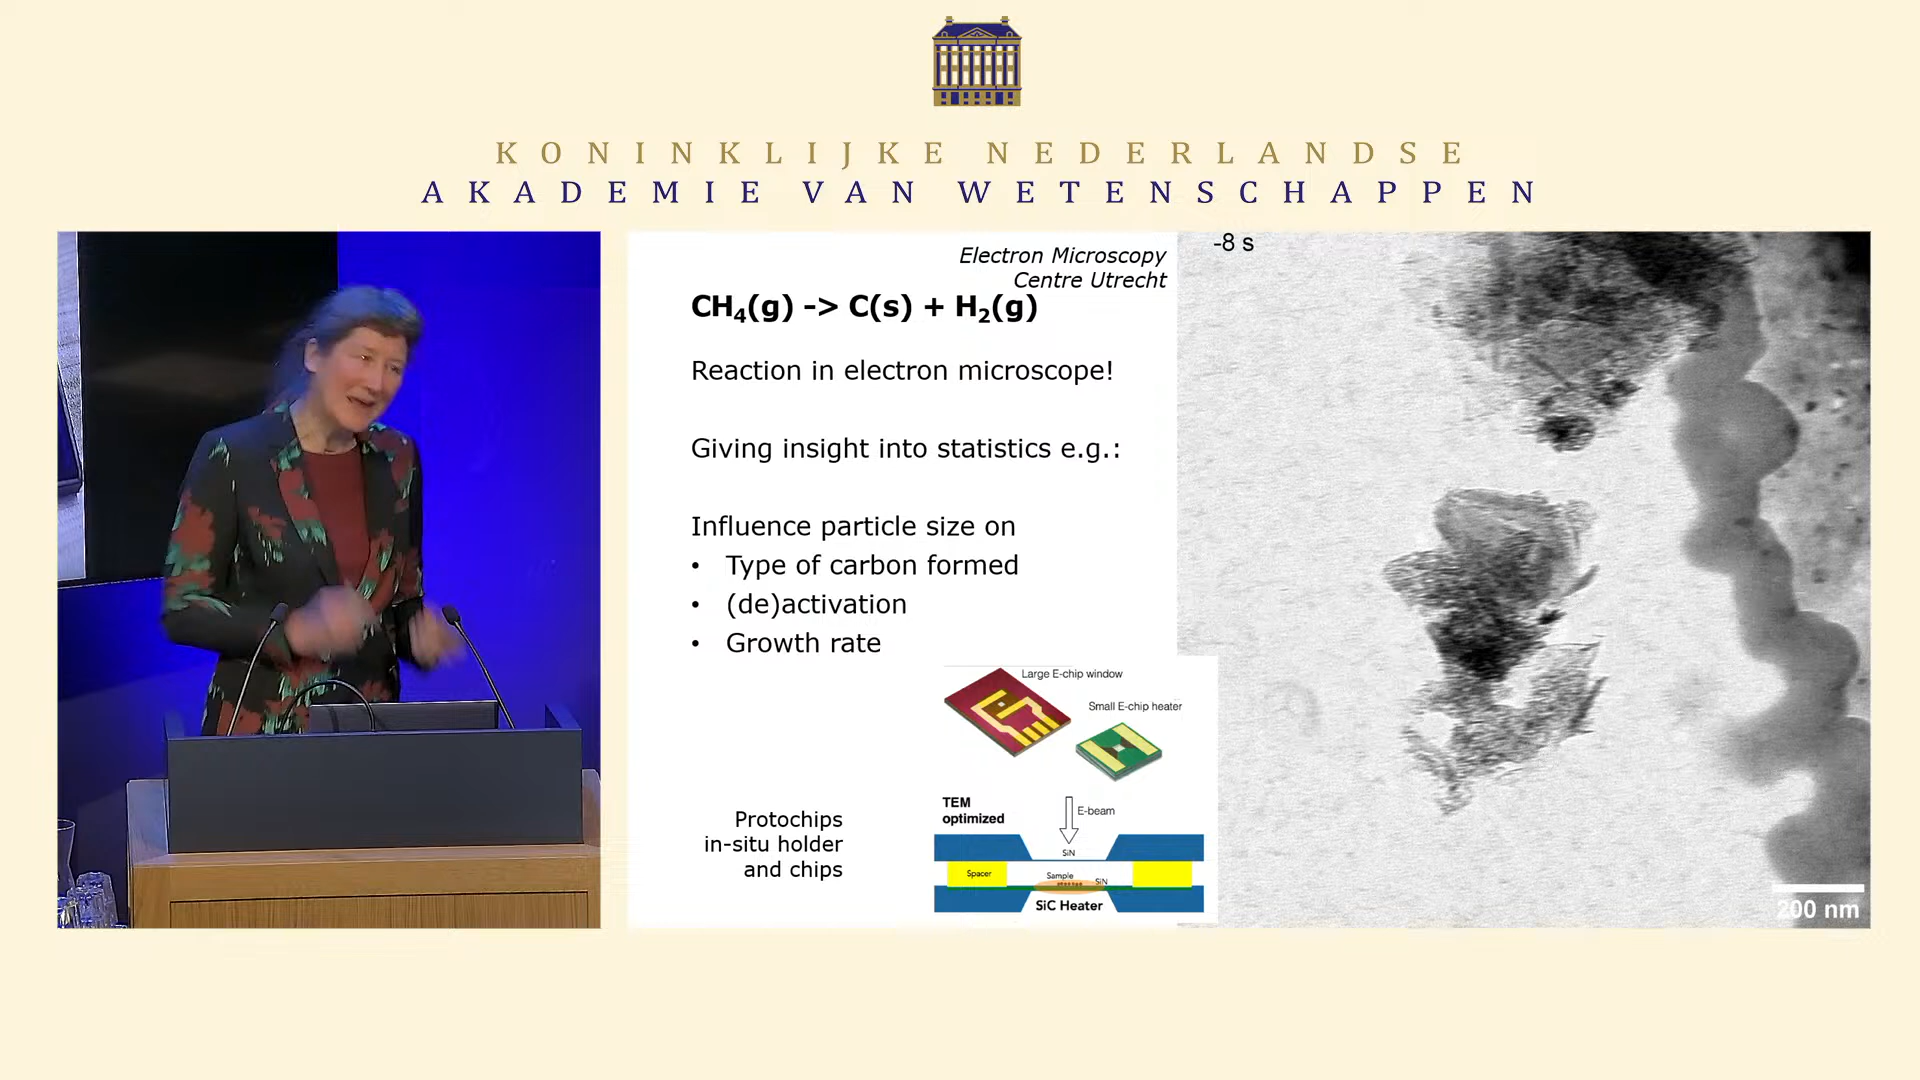 KONINKLIJKE NEDERLANDSE
AKADEMIE VAN WETENSCHAPPEN
Electron Microscopy
Centre Utrecht
CH₄(g) -> C(s) + H₂(g)
Reaction in electron microscope!
Giving insight into statistics e.g.:
Influence particle size on
• Type of carbon formed
• (de)activation
• Growth rate
Large E-chip window
Small E-chip heater
Protochips
in-situ holder
and chips
TEM
optimized
E-beam
SiN
Spacer
Sample
SiN
SiC Heater
-8 s
200 nm